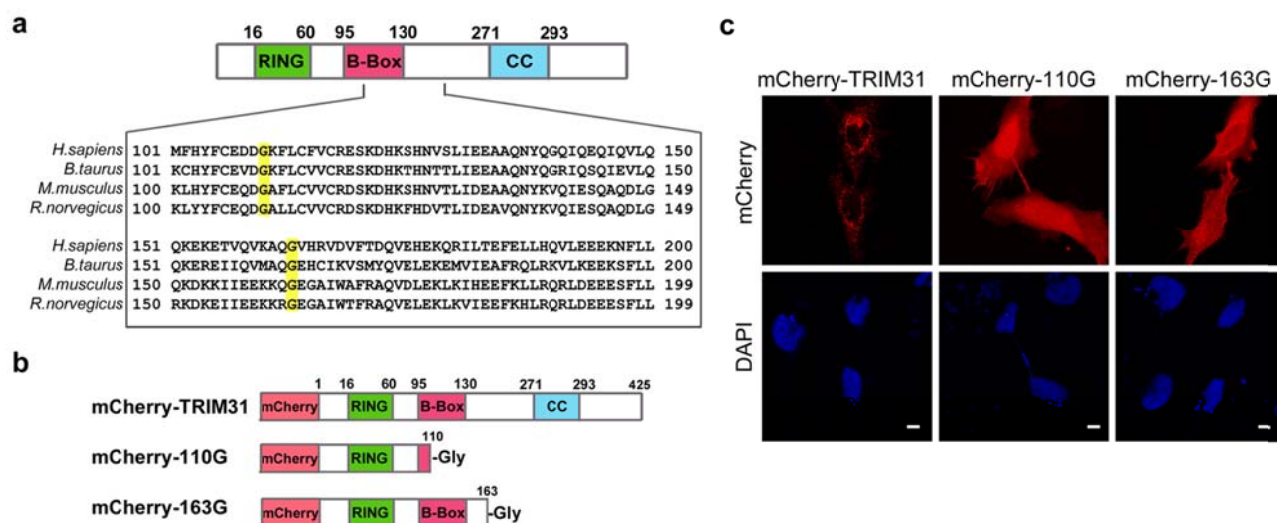 a
16 60 95 130 271 293
RING B-Box CC
H.sapiens 101 MFHYFCEDDGKFLCFVCRESKDHKSHNVSLIEEAAQNYQGQIQEQIQVLQ 150
B.taurus 101 KCHYFCEVDGKFLCVVCRESKDHKTHNTTLIEEAAQNYQGRIQSQIEVLQ 150
M.musculus 100 KLHYFCEQDGAFLCVVCRESKDHKSHNVTLIDEAAQNYKVQIESQAQDLG 149
R.norvegicus 100 KLYYFCEQDGALLCVVCRDSKDHKFHDVTLIDEAVQNYKVQIESQAQDLG 149
H.sapiens 151 QKEKETVQVKAQGVHRVDVFTDQVEHEKQRILTEFELLHQVLEEEKNFLL 200
B.taurus 151 QKEREIIQVMAQGEHCIKVSMYQVELEKEMVIEAFRQLRKVLKEEKSFLL 200
M.musculus 150 QKDKKIIEEKKQGEGAIWAFRAQVDLEKLKIHEEFKLLRQRLDEEESFLL 199
R.norvegicus 150 RKDKEIIEEKKRGEGAIWTFRAQVLEKLKVIEEFKHLRQRLDEEESFLL 199
b
1 16 60 95 130 271 293 425
mCherry-TRIM31 mCherry RING B-Box CC
110
mCherry-110G mCherry RING -Gly
163
mCherry-163G mCherry RING B-Box -Gly
c
mCherry-TRIM31 mCherry-110G mCherry-163G
mCherry
DAPI